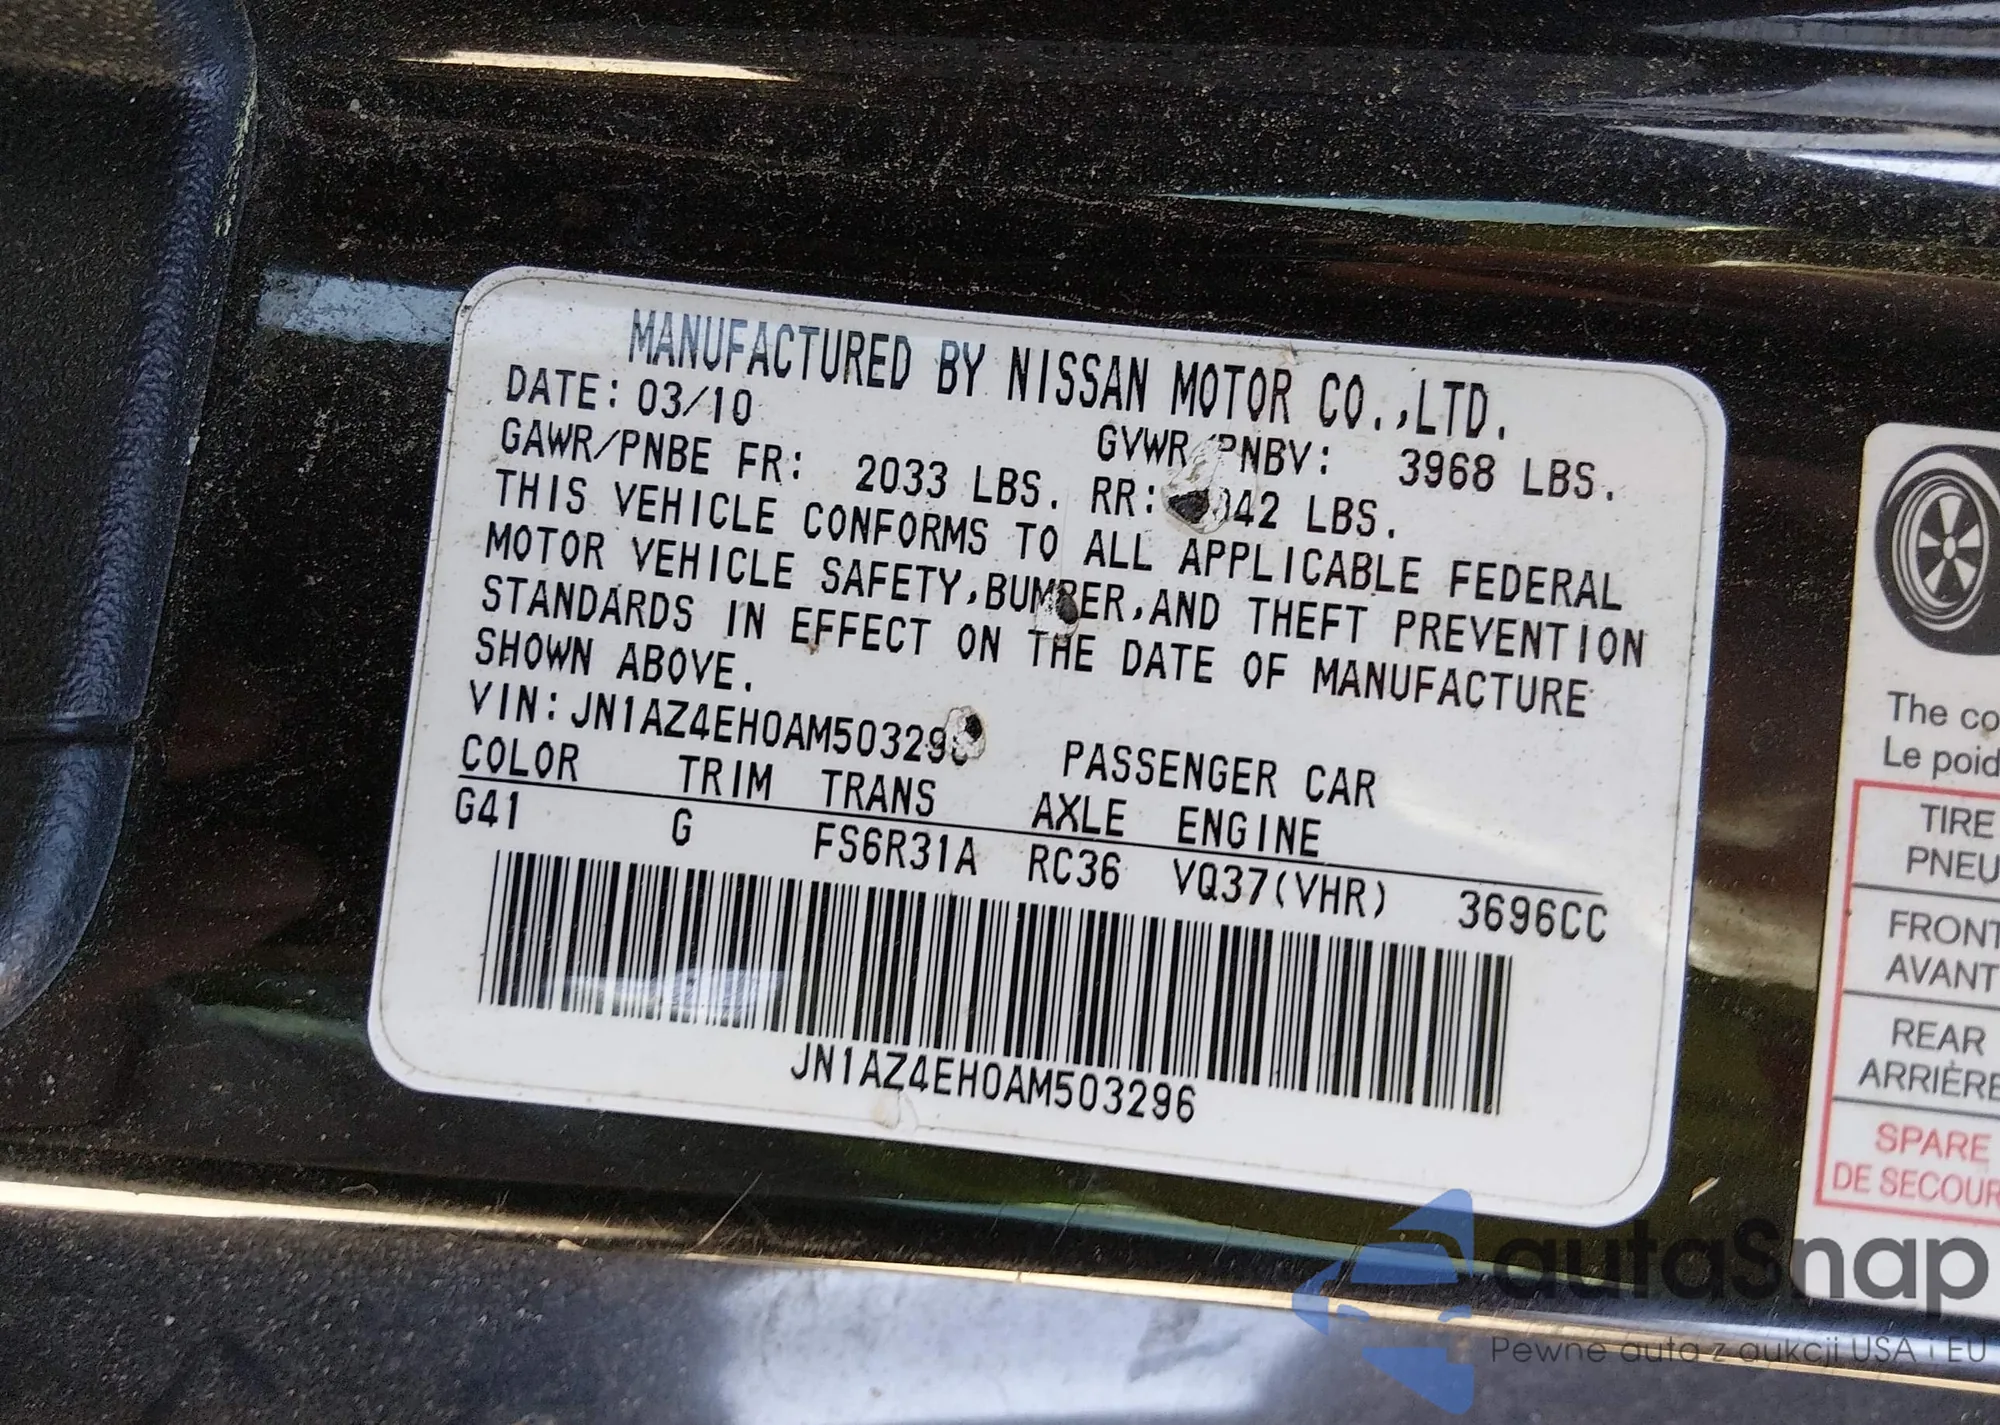 MANUFACTURED BY NISSAN MOTOR CO.,LTD.
DATE: 03/10 GVWR/PNBV: 3968 LBS.
GAWR/PNBE FR: 2033 LBS. RR: LBS.
THIS VEHICLE CONFORMS TO ALL APPLICABLE FEDERAL
MOTOR VEHICLE SAFETY,BUMPER,AND THEFT PREVENTION
STANDARDS IN EFFECT ON THE DATE OF MANUFACTURE
SHOWN ABOVE.
VIN: JN1AZ4EH0AM503296 PASSENGER CAR
COLOR TRIM TRANS AXLE ENGINE
G41 G FS6R31A RC36 VQ37(VHR) 3696CC
JN1AZ4EH0AM503296
The co
Le poid
TIRE
PNEU
FRONT
AVANT
REAR
ARRIÈRE
SPARE
DE SECOUR
autaSnap
Pewne auta z aukcji USA i EU